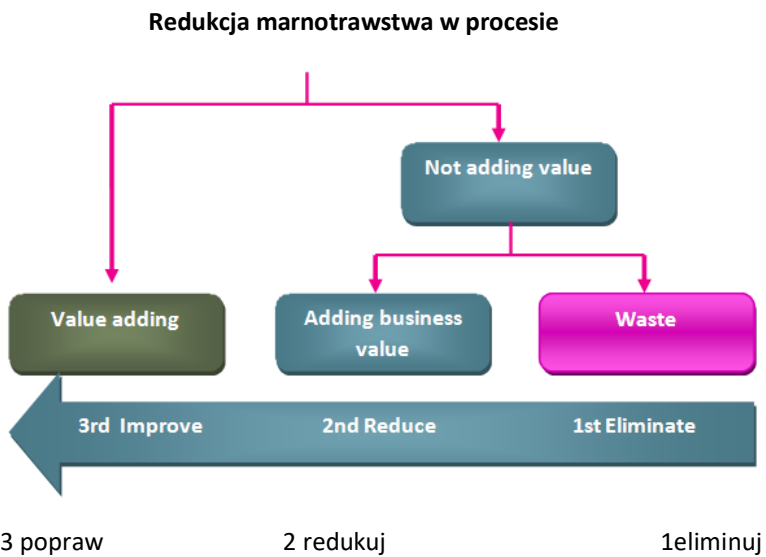 Redukcja marnotrawstwa w procesie
Not adding value
Value adding
Adding business
value
Waste
3rd Improve
2nd Reduce
1st Eliminate
3 popraw
2 redukuj
1eliminuj